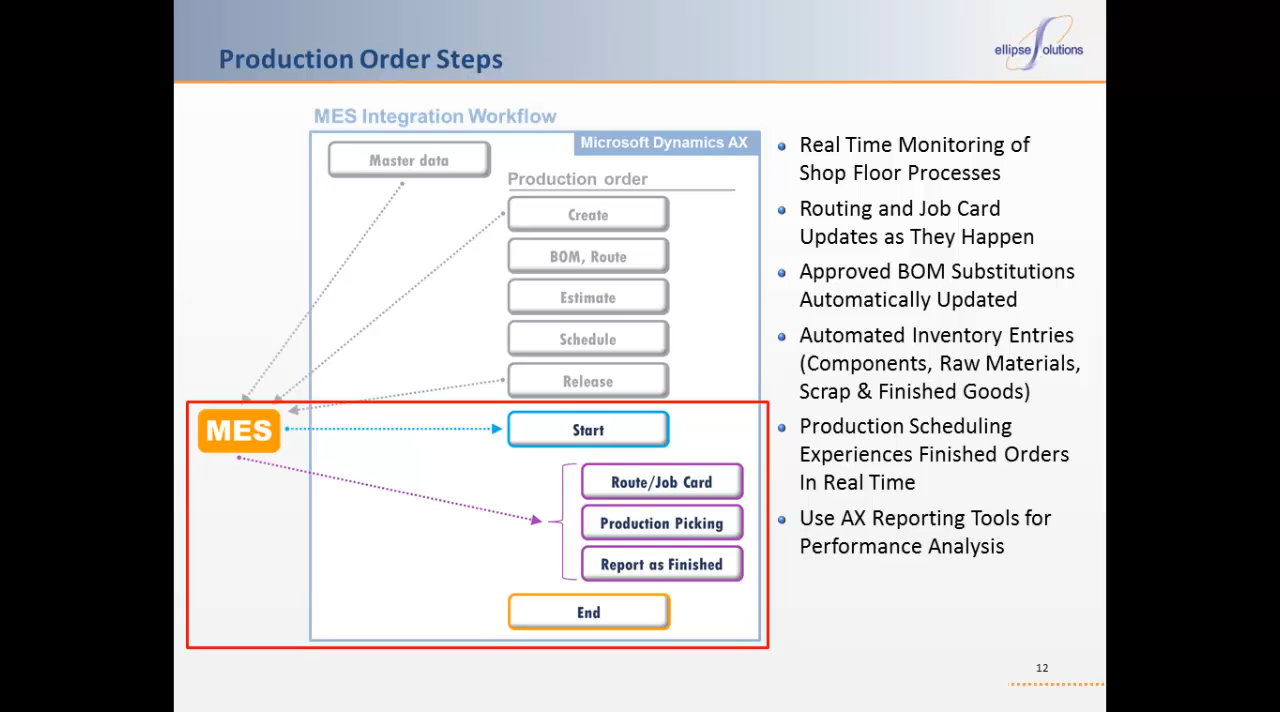 Production Order Steps
ellipse Solutions
MES Integration Workflow
Microsoft Dynamics AX
Master data
Production order
Create
BOM, Route
Estimate
Schedule
Release
MES
Start
Route/Job Card
Production Picking
Report as Finished
End
Real Time Monitoring of
Shop Floor Processes
Routing and Job Card
Updates as They Happen
Approved BOM Substitutions
Automatically Updated
Automated Inventory Entries
(Components, Raw Materials,
Scrap & Finished Goods)
Production Scheduling
Experiences Finished Orders
In Real Time
Use AX Reporting Tools for
Performance Analysis
12